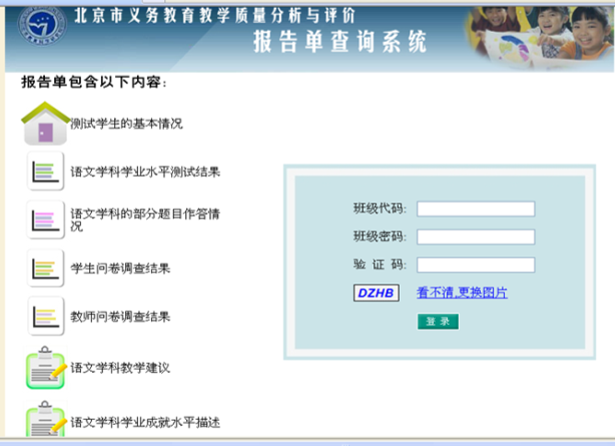 北京市义务教育教学质量分析与评价
报告单查询系统
报告单包含以下内容：
测试学生的基本情况
语文学科学业水平测试结果
语文学科的部分题目作答情
况
学生问卷调查结果
教师问卷调查结果
语文学科教学建议
语文学科学业成就水平描述
班级代码:
班级密码:
验 证 码:
DZHB 看不清,更换图片
登 录